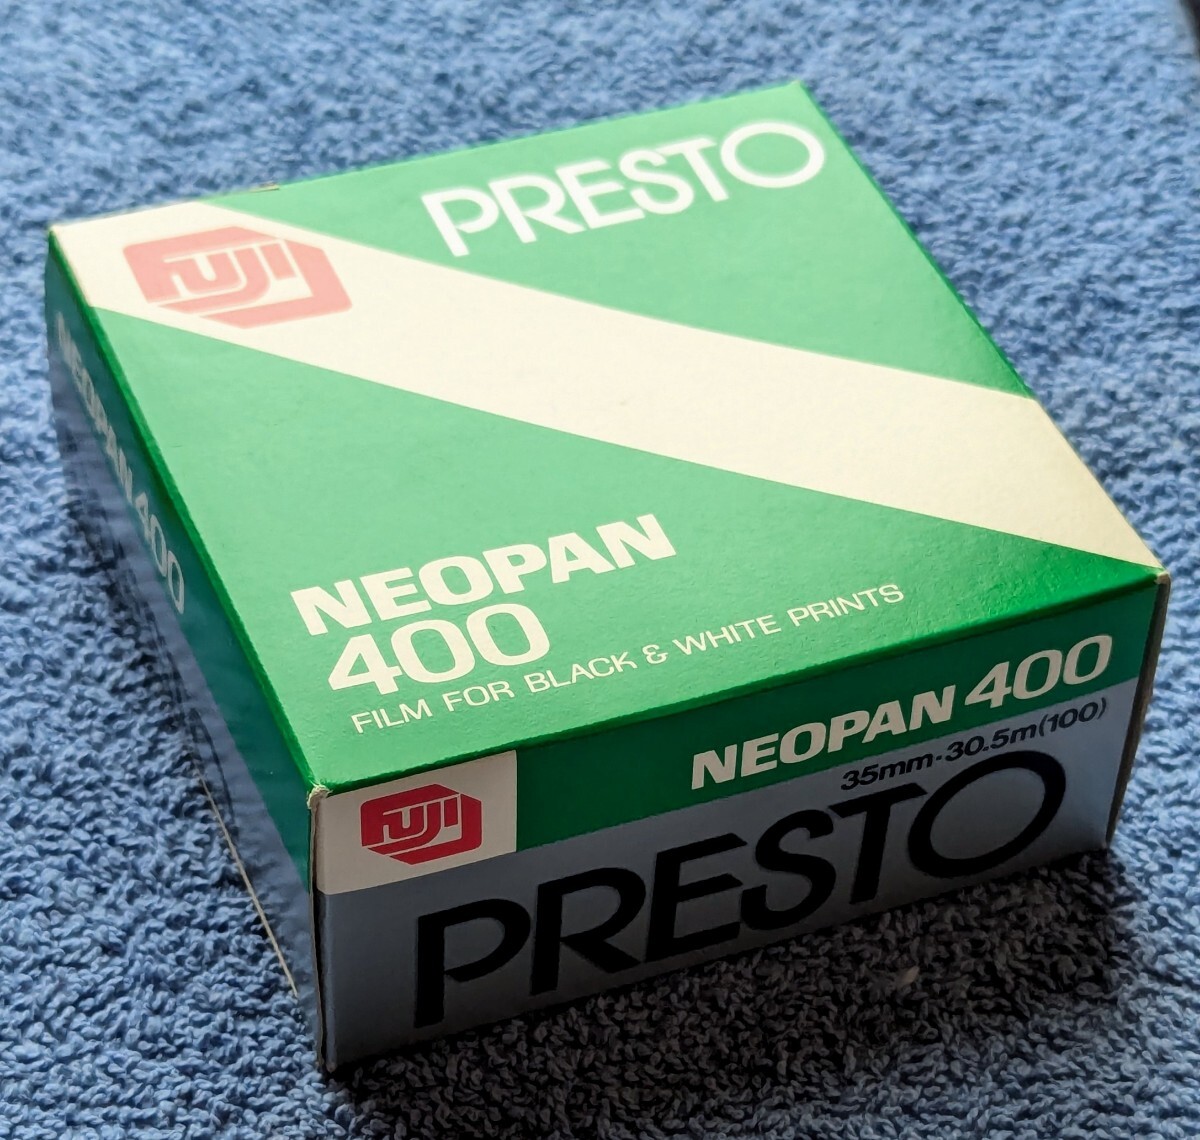 PRESTO
FUJI
NEOPAN
400
FILM FOR BLACK & WHITE PRINTS
NEOPAN 400
NEOPAN 400
35mm·30.5m(100)
FUJI
PRESTO